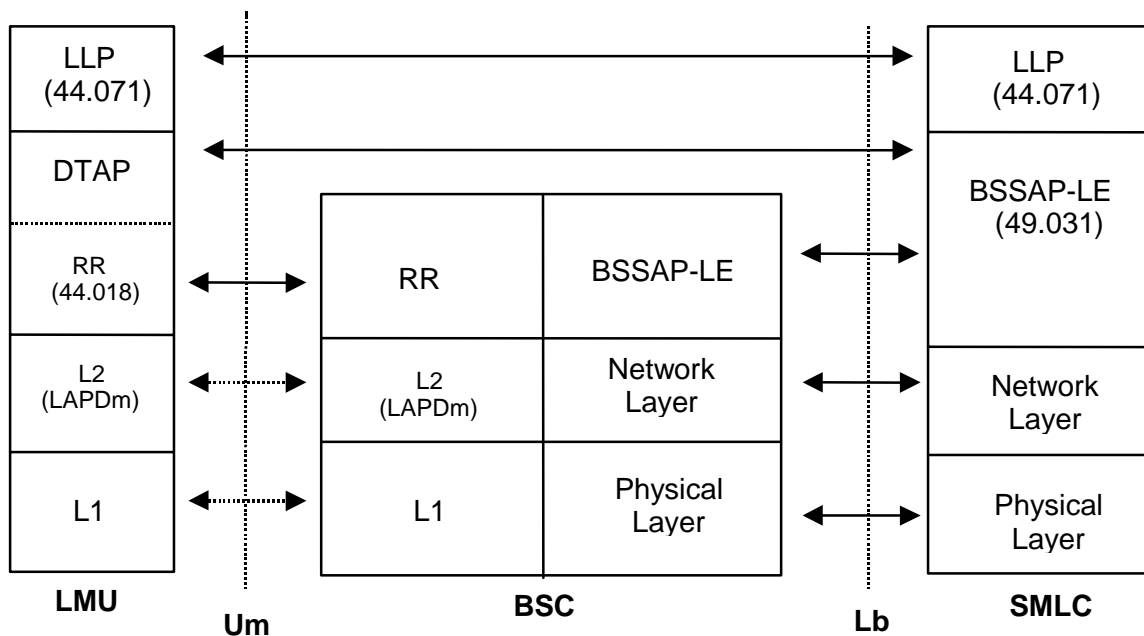 LLP
(44.071)
DTAP
RR
(44.018)
L2
(LAPDm)
L1
LMU
Um
RR
BSSAP-LE
L2
(LAPDm)
Network
Layer
L1
Physical
Layer
BSC
Lb
LLP
(44.071)
BSSAP-LE
(49.031)
Network
Layer
Physical
Layer
SMLC